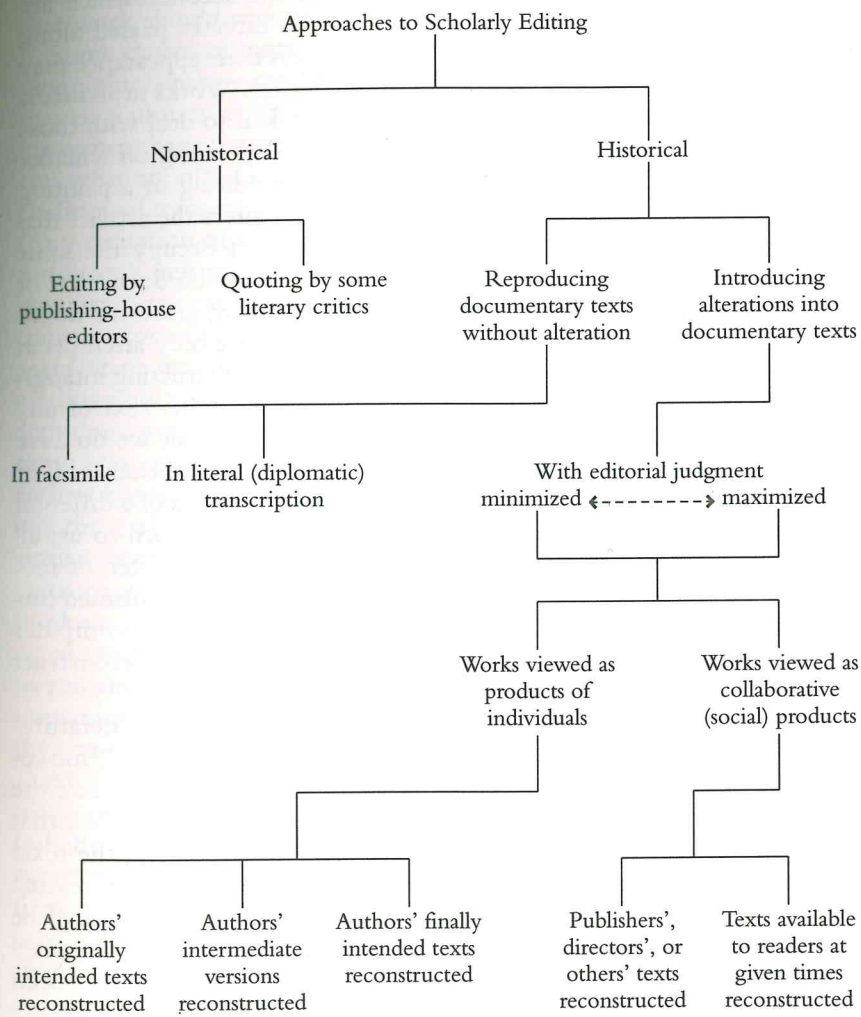 Approaches to Scholarly Editing
Nonhistorical
Historical
Editing by
publishing-house
editors
Quoting by some
literary critics
Reproducing
documentary texts
without alteration
Introducing
alterations into
documentary texts
In facsimile
In literal (diplomatic)
transcription
With editorial judgment
minimized
maximized
Works viewed as
products of
individuals
Works viewed as
collaborative
(social) products
Authors'
originally
intended texts
reconstructed
Authors'
intermediate
versions
reconstructed
Authors' finally
intended texts
reconstructed
Publishers',
directors', or
others' texts
reconstructed
Texts available
to readers at
given times
reconstructed